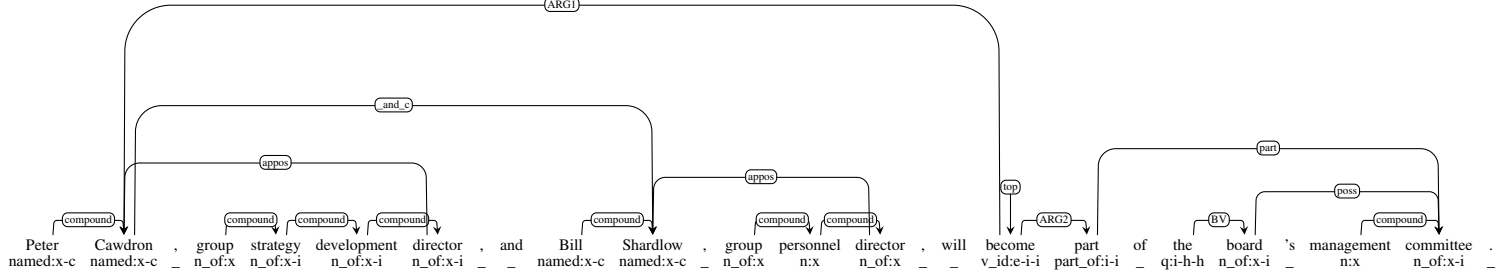 ARG1
_and_c
appos
part
appos
top
poss
compound compound compound compound compound compound compound ARG2 BV compound
Peter Cawdron , group strategy development director , and Bill Shardlow , group personnel director , will become part of the board 's management committee .
named:x-c named:x-c _ n_of:x n_of:x-i n_of:x-i n_of:x-i _ _ named:x-c named:x-c _ n_of:x n:x n_of:x _ _ v_id:e-i-i part_of:i-i _ q:i-h-h n_of:x-i _ n:x n_of:x-i _